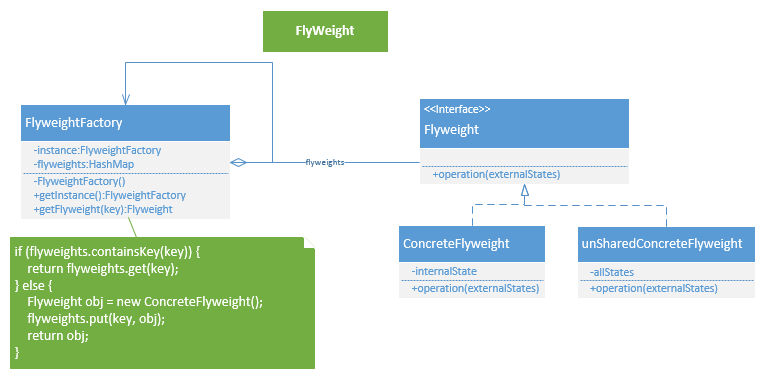 FlyWeight
FlyweightFactory
-instance:FlyweightFactory
-flyweights:HashMap
-FlyweightFactory()
+getInstance():FlyweightFactory
+getFlyweight(key):Flyweight
flyweights
<<Interface>>
Flyweight
+operation(externalStates)
ConcreteFlyweight
-internalState
+operation(externalStates)
unSharedConcreteFlyweight
-allStates
+operation(externalStates)
if (flyweights.containsKey(key)) {
return flyweights.get(key);
} else {
Flyweight obj = new ConcreteFlyweight();
flyweights.put(key, obj);
return obj;
}